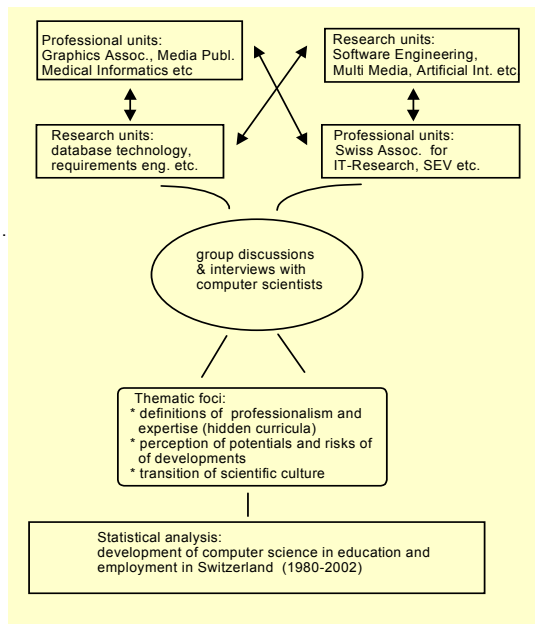 Professional units:
Graphics Assoc., Media Publ.
Medical Informatics etc
Research units:
Software Engineering,
Multi Media, Artificial Int. etc
Research units:
database technology,
requirements eng. etc.
Professional units:
Swiss Assoc. for
IT-Research, SEV etc.
group discussions
& interviews with
computer scientists
Thematic foci:
* definitions of professionalism and
expertise (hidden curricula)
* perception of potentials and risks of
of developments
* transition of scientific culture
Statistical analysis:
development of computer science in education and
employment in Switzerland (1980-2002)